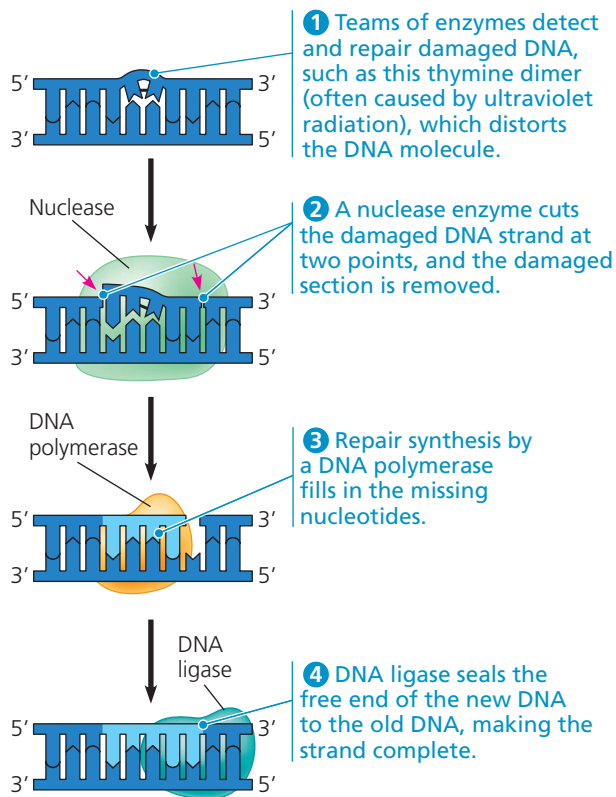 1 Teams of enzymes detect
and repair damaged DNA,
such as this thymine dimer
(often caused by ultraviolet
radiation), which distorts
the DNA molecule.
5′ 3′
3′ 5′
Nuclease
2 A nuclease enzyme cuts
the damaged DNA strand at
two points, and the damaged
section is removed.
5′ 3′
3′ 5′
DNA
polymerase
3 Repair synthesis by
a DNA polymerase
fills in the missing
nucleotides.
5′ 3′
3′ 5′
DNA
ligase
4 DNA ligase seals the
free end of the new DNA
to the old DNA, making the
strand complete.
5′ 3′
3′ 5′